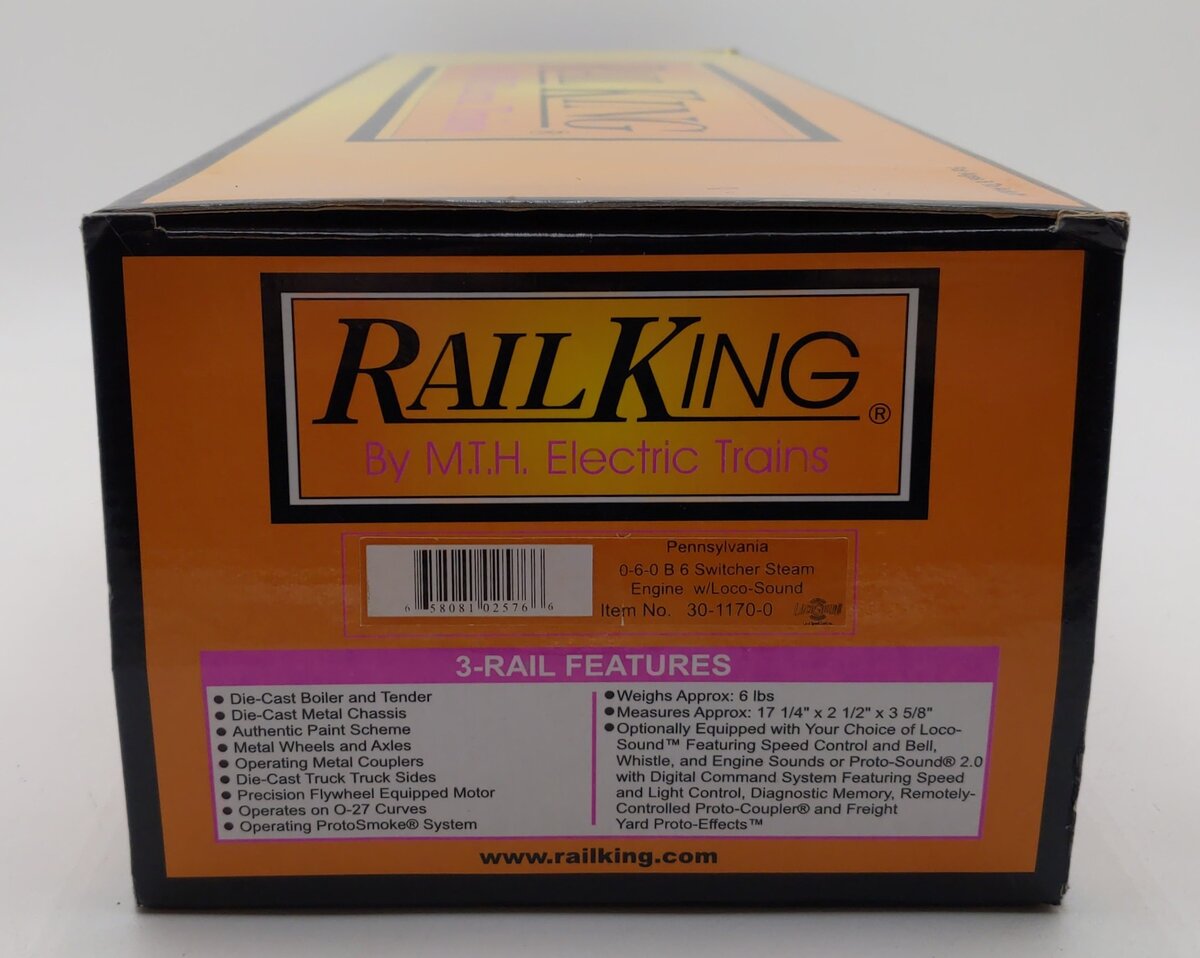 RAIL KING
RAILKING®
By M.T.H. Electric Trains
Pennsylvania
0-6-0 B 6 Switcher Steam
Engine w/Loco-Sound
Item No. 30-1170-0
6 58081 02576 6
3-RAIL FEATURES
● Die-Cast Boiler and Tender
● Die-Cast Metal Chassis
● Authentic Paint Scheme
● Metal Wheels and Axles
● Operating Metal Couplers
● Die-Cast Truck Truck Sides
● Precision Flywheel Equipped Motor
● Operates on O-27 Curves
● Operating ProtoSmoke® System
● Weighs Approx: 6 lbs
● Measures Approx: 17 1/4" x 2 1/2" x 3 5/8"
● Optionally Equipped with Your Choice of Loco-
Sound™ Featuring Speed Control and Bell,
Whistle, and Engine Sounds or Proto-Sound® 2.0
with Digital Command System Featuring Speed
and Light Control, Diagnostic Memory, Remotely-
Controlled Proto-Coupler® and Freight
Yard Proto-Effects™
www.railking.com